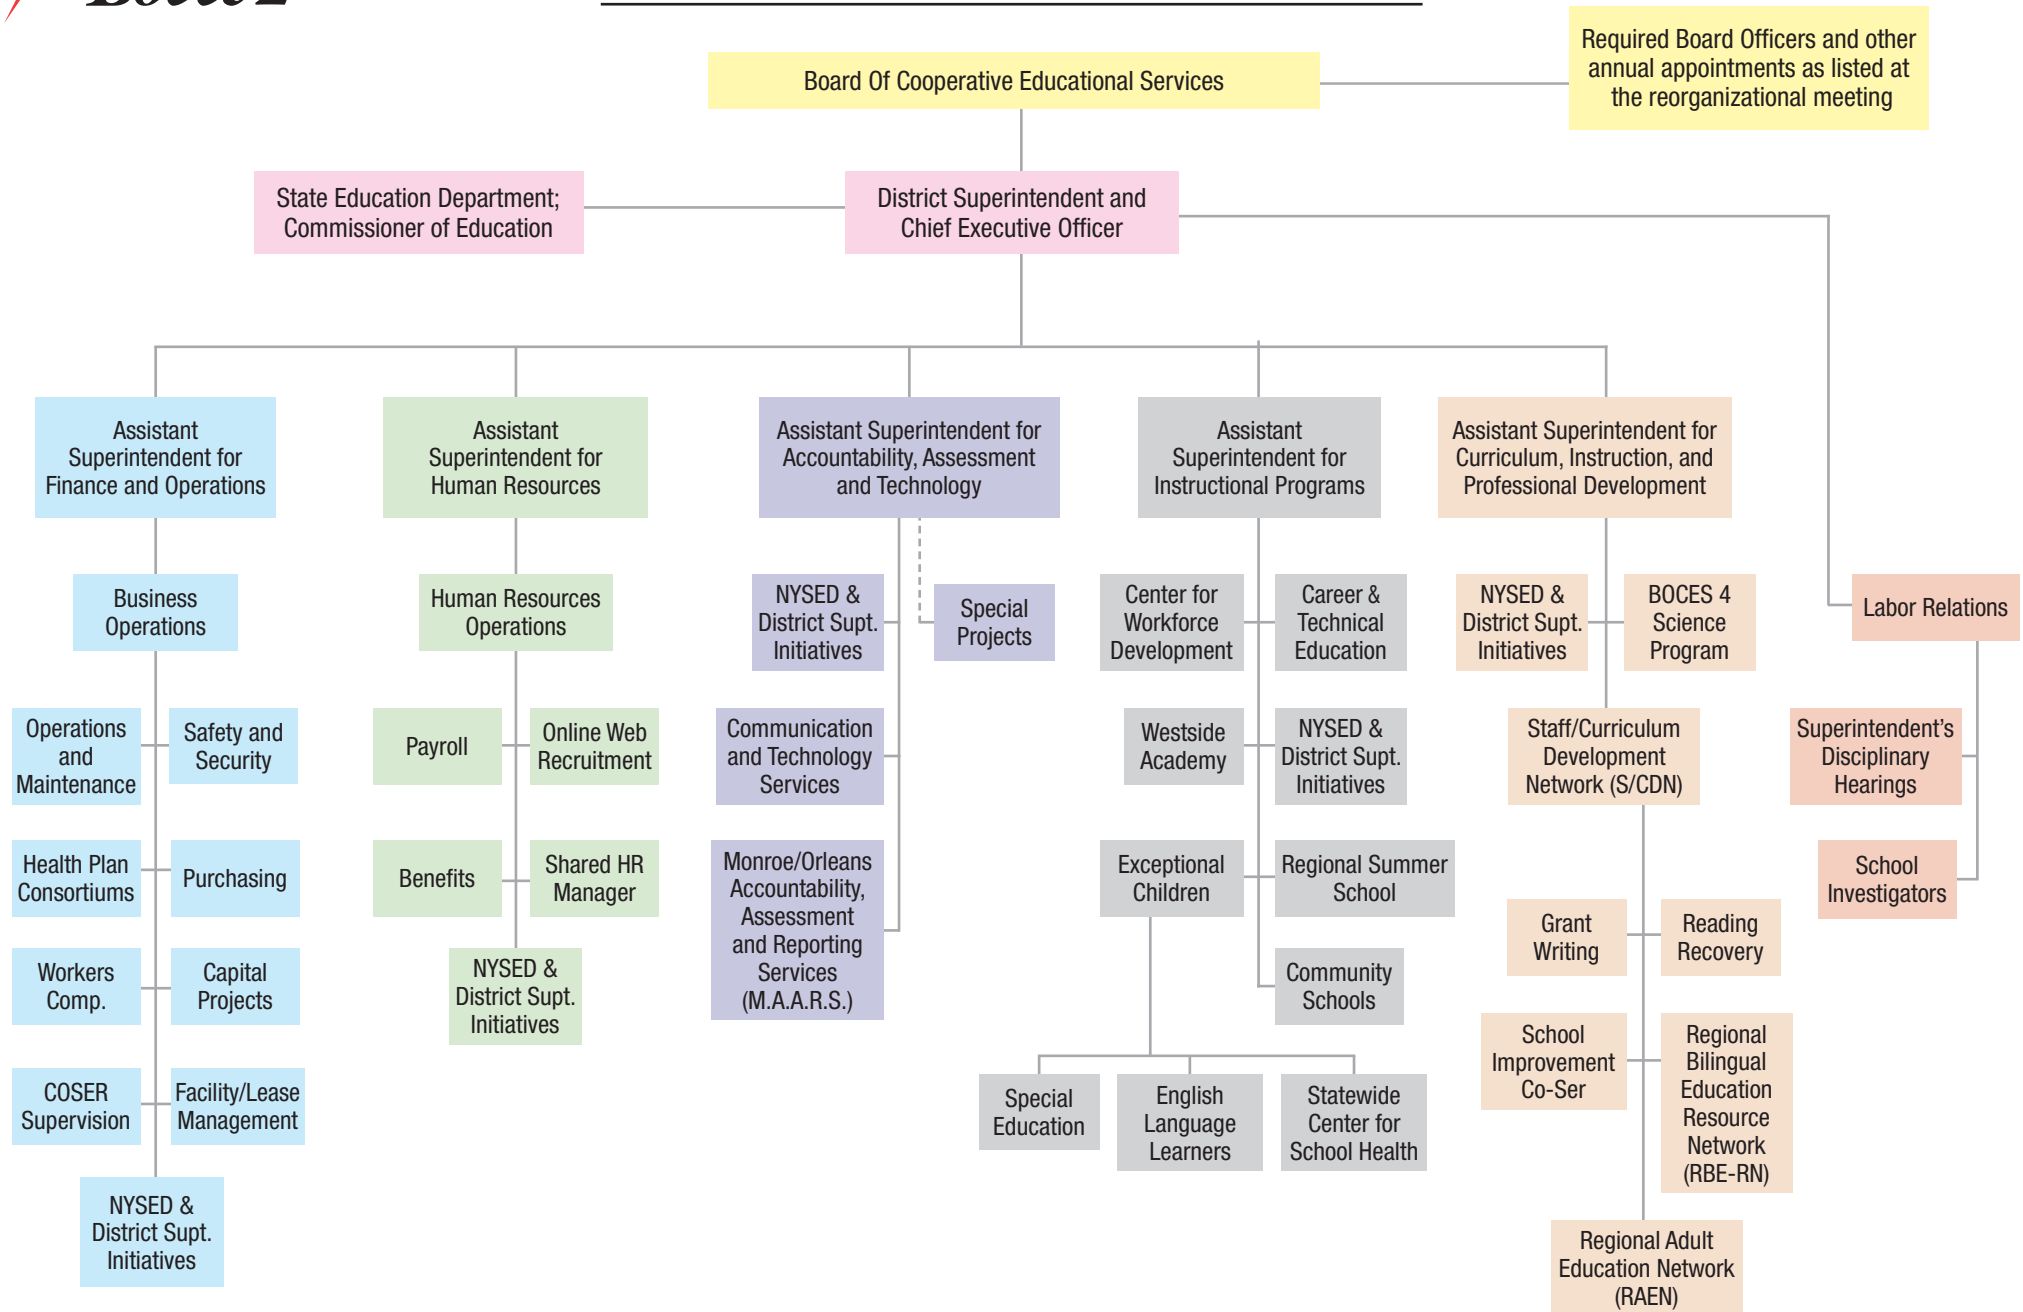 Board Of Cooperative Educational Services
Required Board Officers and other
annual appointments as listed at
the reorganizational meeting
State Education Department;
Commissioner of Education
District Superintendent and
Chief Executive Officer
Assistant
Superintendent for
Finance and Operations
Assistant
Superintendent for
Human Resources
Assistant Superintendent for
Accountability, Assessment
and Technology
Assistant
Superintendent for
Instructional Programs
Assistant Superintendent for
Curriculum, Instruction, and
Professional Development
Business
Operations
Operations
and
Maintenance
Safety and
Security
Health Plan
Consortiums
Purchasing
Workers
Comp.
Capital
Projects
COSER
Supervision
Facility/Lease
Management
NYSED &
District Supt.
Initiatives
Human Resources
Operations
Payroll
Online Web
Recruitment
Benefits
Shared HR
Manager
NYSED &
District Supt.
Initiatives
NYSED &
District Supt.
Initiatives
Special
Projects
Communication
and Technology
Services
Monroe/Orleans
Accountability,
Assessment
and Reporting
Services
(M.A.A.R.S.)
Center for
Workforce
Development
Career &
Technical
Education
Westside
Academy
NYSED &
District Supt.
Initiatives
Exceptional
Children
Regional Summer
School
Community
Schools
Special
Education
English
Language
Learners
Statewide
Center for
School Health
NYSED &
District Supt.
Initiatives
BOCES 4
Science
Program
Staff/Curriculum
Development
Network (S/CDN)
Grant
Writing
Reading
Recovery
School
Improvement
Co-Ser
Regional
Bilingual
Education
Resource
Network
(RBE-RN)
Regional Adult
Education Network
(RAEN)
Labor Relations
Superintendent’s
Disciplinary
Hearings
School
Investigators